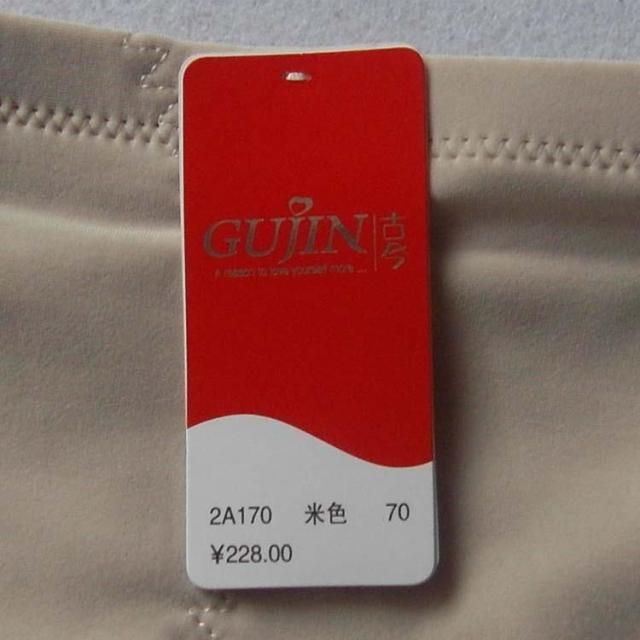 GUJIN 古今
A reason to love yourself more ...
2A170 米色 70
¥228.00